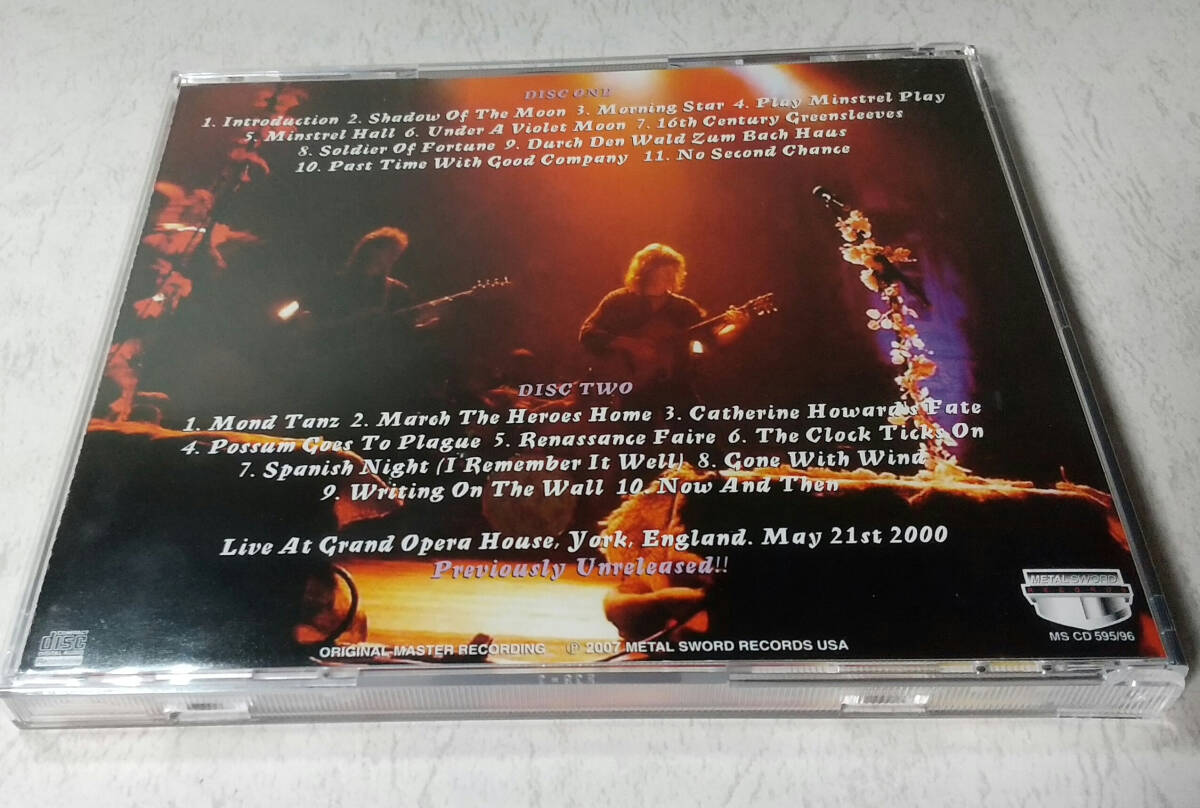 DISC ONE
1. Introduction 2. Shadow Of The Moon 3. Morning Star 4. Play Minstrel Play
5. Minstrel Hall 6. Under A Violet Moon 7. 16th Century Greensleeves
8. Soldier Of Fortune 9. Durch Den Wald Zum Bach Haus
10. Past Time With Good Company 11. No Second Chance
DISC TWO
1. Mond Tanz 2. March The Heroes Home 3. Catherine Howard's Fate
4. Possum Goes To Plague 5. Renassance Faire 6. The Clock Ticks On
7. Spanish Night (I Remember It Well) 8. Gone With Wind
9. Writing On The Wall 10. Now And Then
Live At Grand Opera House, York, England. May 21st 2000
Previously Unreleased!!
METAL SWORD
RECORDS
MS CD 595/96
COMPACT
disc
DIGITAL AUDIO
ORIGINAL MASTER RECORDING ℗ 2007 METAL SWORD RECORDS USA